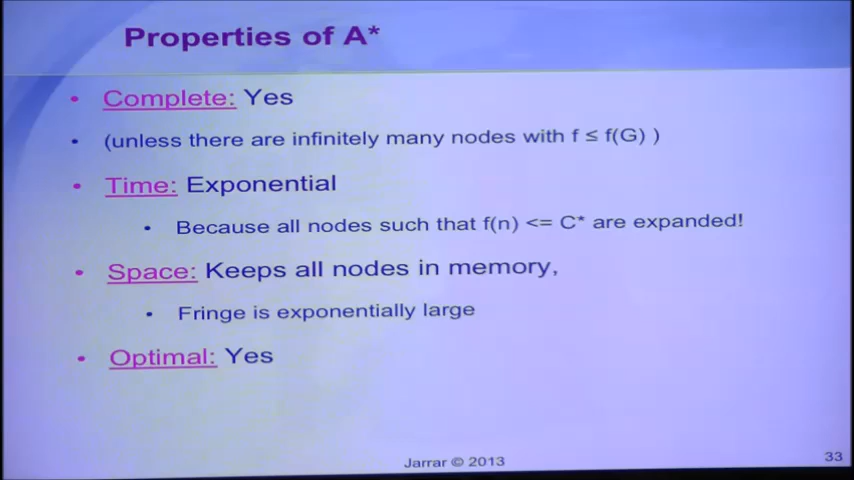 Properties of A*
• Complete: Yes
• (unless there are infinitely many nodes with f ≤ f(G) )
• Time: Exponential
• Because all nodes such that f(n) <= C* are expanded!
• Space: Keeps all nodes in memory,
• Fringe is exponentially large
• Optimal: Yes
Jarrar © 2013
33